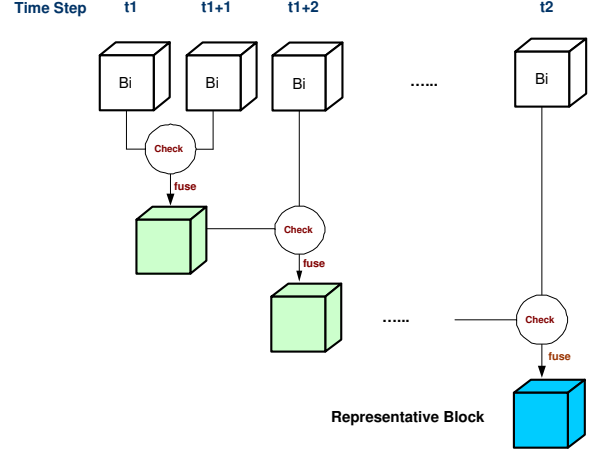 Time Step t1 t1+1 t1+2 t2
Bi Bi Bi ...... Bi
Check
fuse
Check
fuse
......
Check
fuse
Representative Block